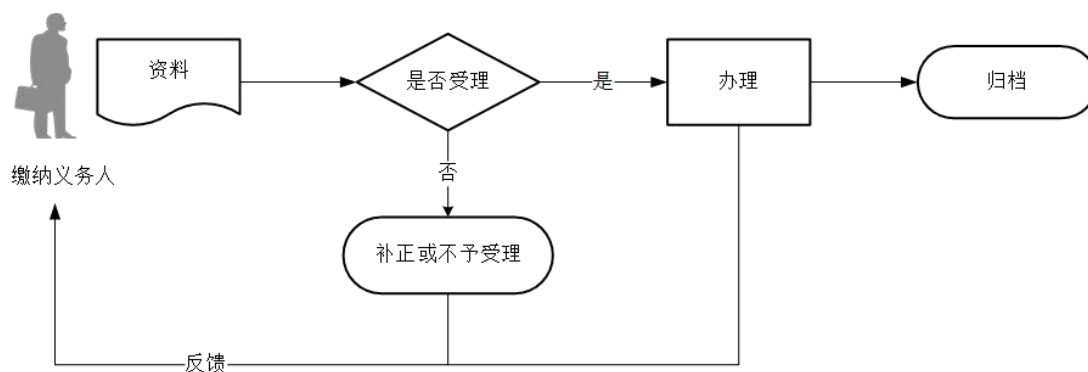 资料
是否受理
是
办理
归档
缴纳义务人
否
补正或不予受理
反馈